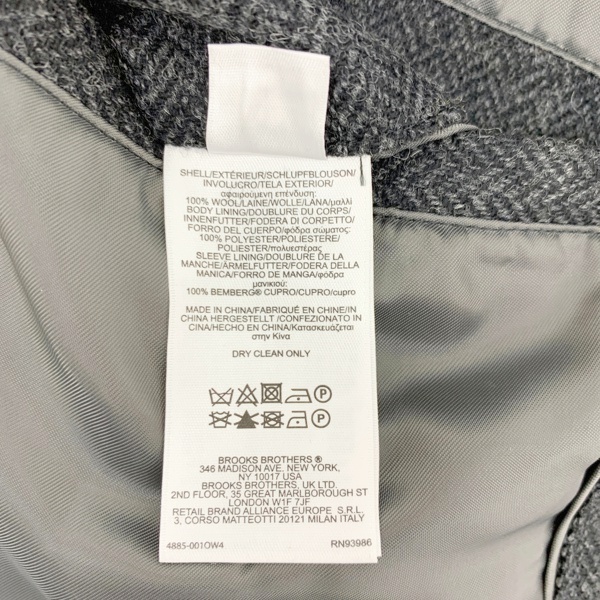 SHELL/EXTÉRIEUR/SCHLUPFBLOUSON/
INVOLUCRO/TELA EXTERIOR/
αφαιρούμενη επένδυση:
100% WOOL/LAINE/WOLLE/LANA/μαλλί
BODY LINING/DOUBLURE DU CORPS/
INNENFUTTER/FODERA DI CORPETTO/
FORRO DEL CUERPO/φόδρα σώματος:
100% POLYESTER/POLIESTERE/
POLIÉSTER/πολυεστέρας
SLEEVE LINING/DOUBLURE DE LA
MANCHE/ÄRMELFUTTER/FODERA DELLA
MANICA/FORRO DE MANGA/φόδρα
μανικιού:
100% BEMBERG® CUPRO/CUPRO/cupro
MADE IN CHINA/FABRIQUÉ EN CHINE/IN
CHINA HERGESTELLT /CONFEZIONATO IN
CINA/HECHO EN CHINA/Κατασκευάζεται
στην Κίνα
DRY CLEAN ONLY
P
P
BROOKS BROTHERS ®
346 MADISON AVE, NEW YORK,
NY 10017 USA
BROOKS BROTHERS, UK LTD.
2ND FLOOR, 35 GREAT MARLBOROUGH ST
LONDON W1F 7JF
RETAIL BRAND ALLIANCE EUROPE S.R.L.
3, CORSO MATTEOTTI 20121 MILAN ITALY
4885-001OW4 RN93986